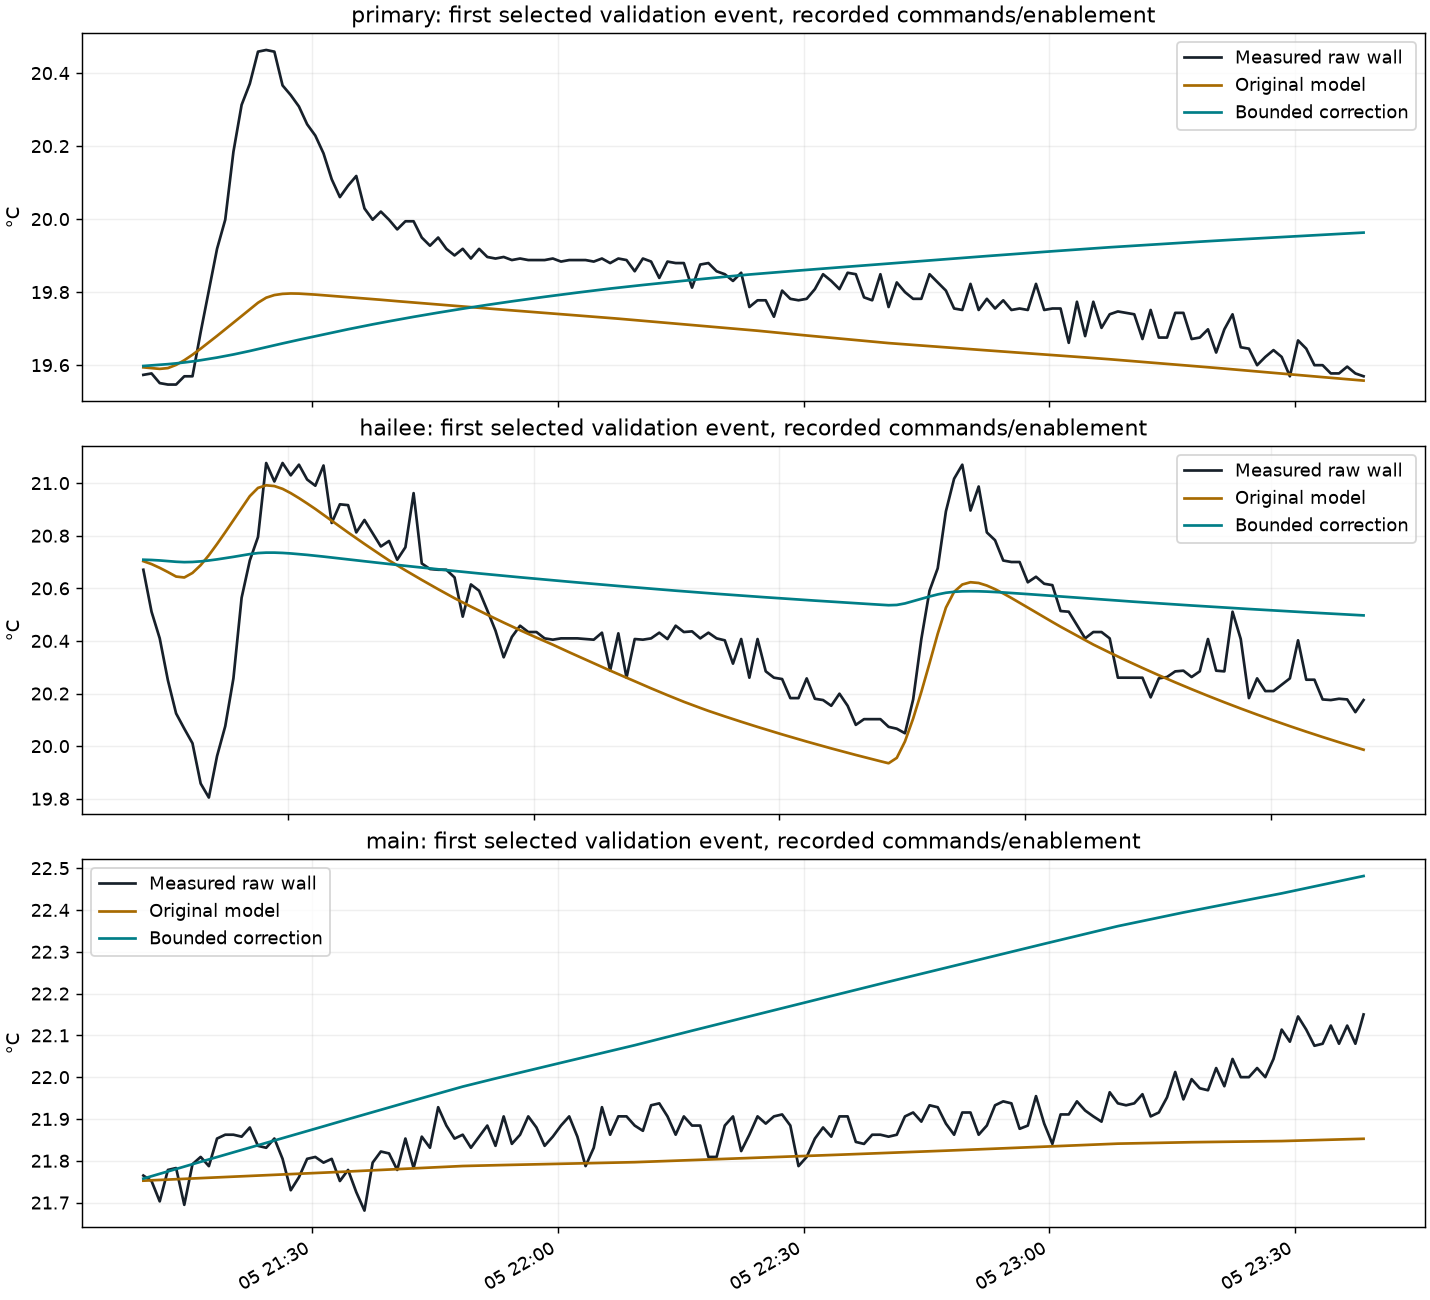 primary: first selected validation event, recorded commands/enablement
Measured raw wall
Original model
Bounded correction
°C
20.4
20.2
20.0
19.8
19.6
hailee: first selected validation event, recorded commands/enablement
Measured raw wall
Original model
Bounded correction
°C
21.0
20.8
20.6
20.4
20.2
20.0
19.8
main: first selected validation event, recorded commands/enablement
Measured raw wall
Original model
Bounded correction
°C
22.5
22.4
22.3
22.2
22.1
22.0
21.9
21.8
21.7
05 21:30
05 22:00
05 22:30
05 23:00
05 23:30